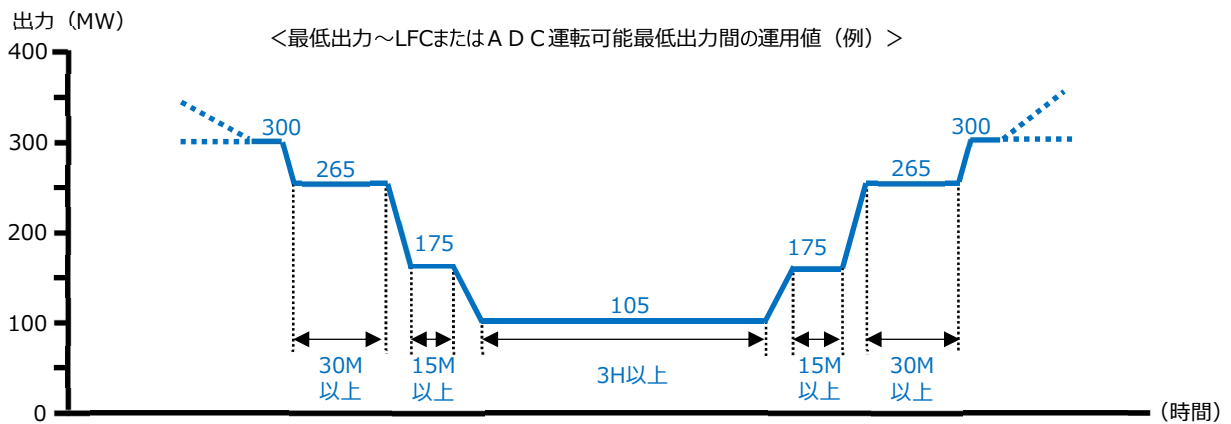 出力（MW）
＜最低出力～LFCまたはＡＤＣ運転可能最低出力間の運用値（例）＞
400
300
200
100
0
300
265
175
105
175
265
300
30M
以上
15M
以上
3H以上
15M
以上
30M
以上
（時間）